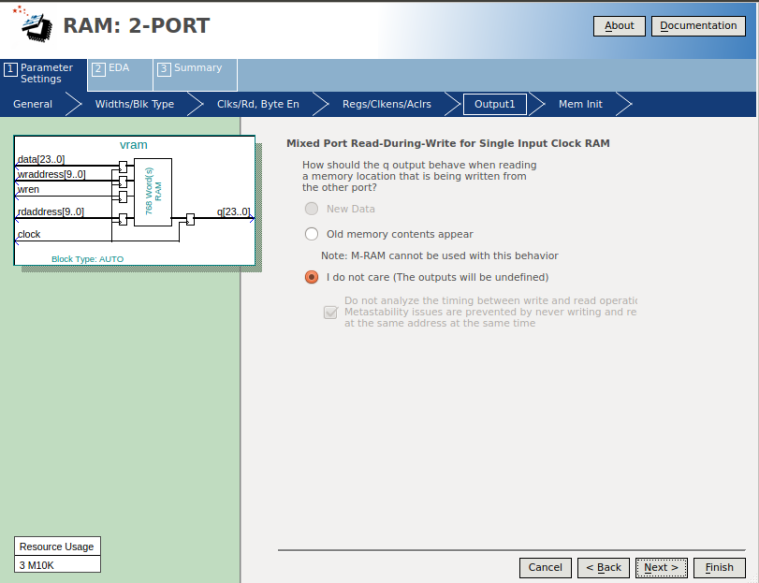 RAM: 2-PORT
About
Documentation
1 Parameter Settings
2 EDA
3 Summary
General
Widths/Blk Type
Clks/Rd, Byte En
Regs/Clkens/Aclrs
Output1
Mem Init
vram
data[23..0]
wraddress[9..0]
wren
rdaddress[9..0]
clock
768 Word(s)
RAM
q[23..0]
Block Type: AUTO
Mixed Port Read-During-Write for Single Input Clock RAM
How should the q output behave when reading
a memory location that is being written from
the other port?
New Data
Old memory contents appear
Note: M-RAM cannot be used with this behavior
I do not care (The outputs will be undefined)
Do not analyze the timing between write and read operatic
Metastability issues are prevented by never writing and re
at the same address at the same time
Resource Usage
3 M10K
Cancel
< Back
Next >
Finish